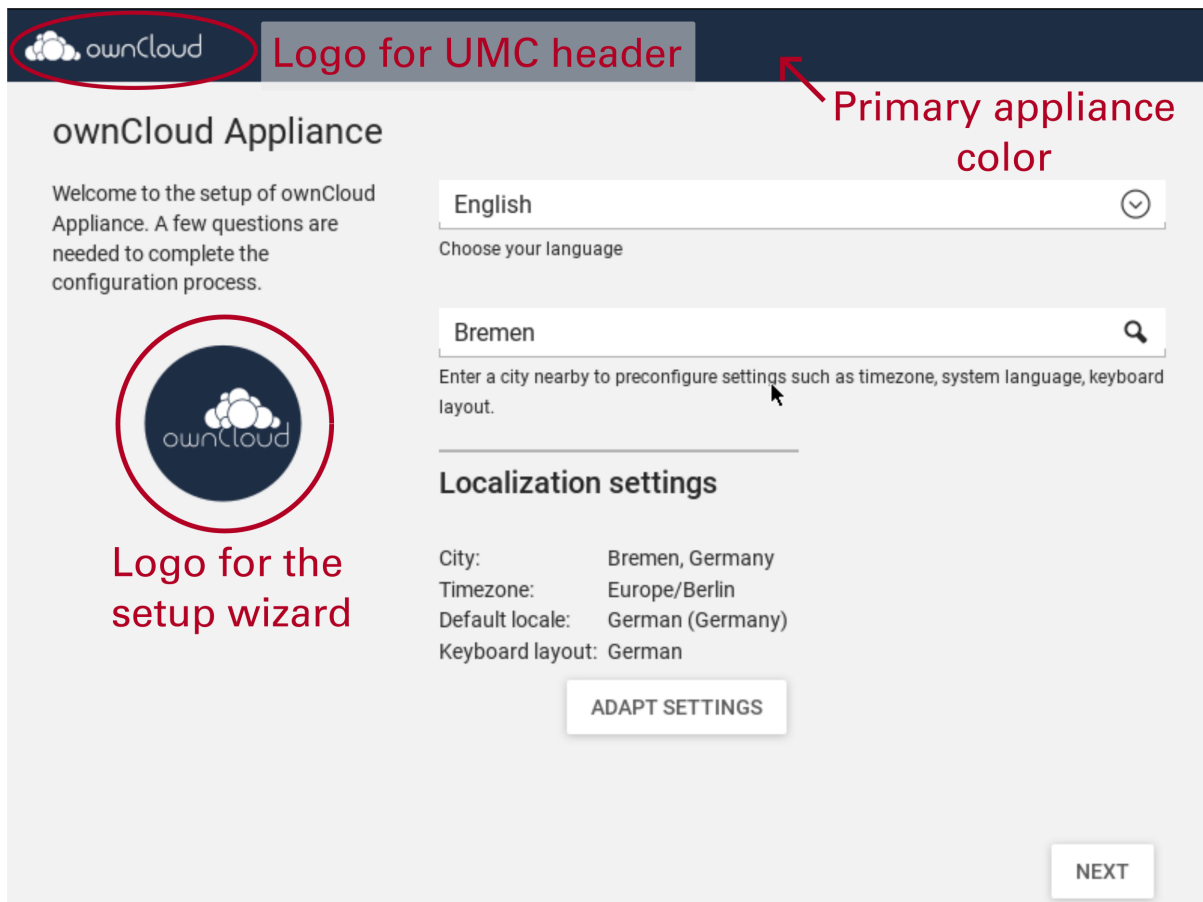 ownCloud
Logo for UMC header
Primary appliance
color
ownCloud Appliance
Welcome to the setup of ownCloud
Appliance. A few questions are
needed to complete the
configuration process.
English
Choose your language
Bremen
Enter a city nearby to preconfigure settings such as timezone, system language, keyboard
layout.
ownCloud
Logo for the
setup wizard
Localization settings
City: Bremen, Germany
Timezone: Europe/Berlin
Default locale: German (Germany)
Keyboard layout: German
ADAPT SETTINGS
NEXT